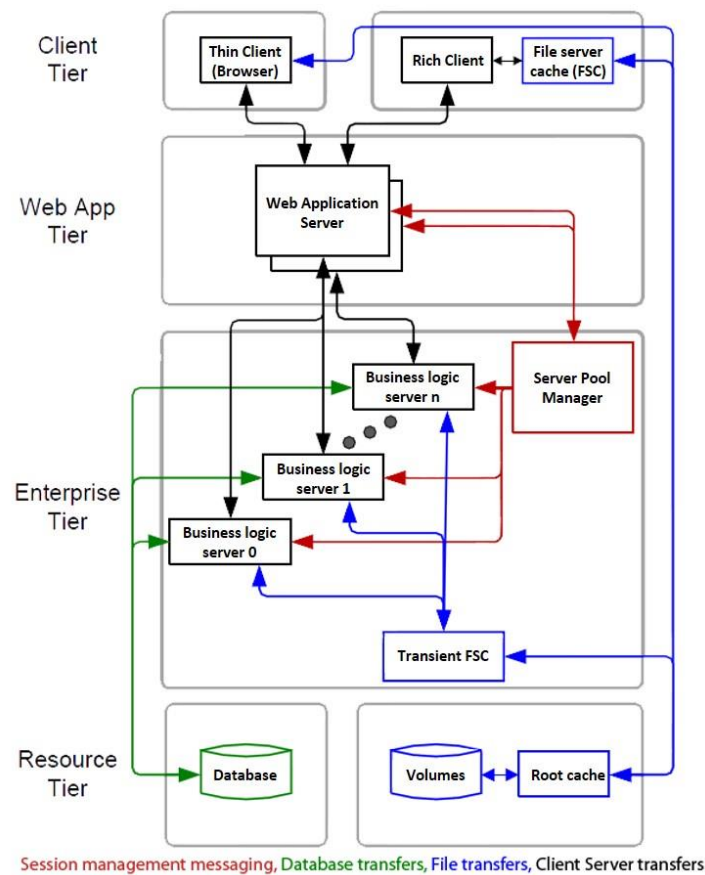 Client
Tier
Thin Client
(Browser)
Rich Client
File server
cache (FSC)
Web App
Tier
Web Application
Server
Enterprise
Tier
Business logic
server n
Server Pool
Manager
Business logic
server 1
Business logic
server 0
Transient FSC
Resource
Tier
Database
Volumes
Root cache
Session management messaging, Database transfers, File transfers, Client Server transfers